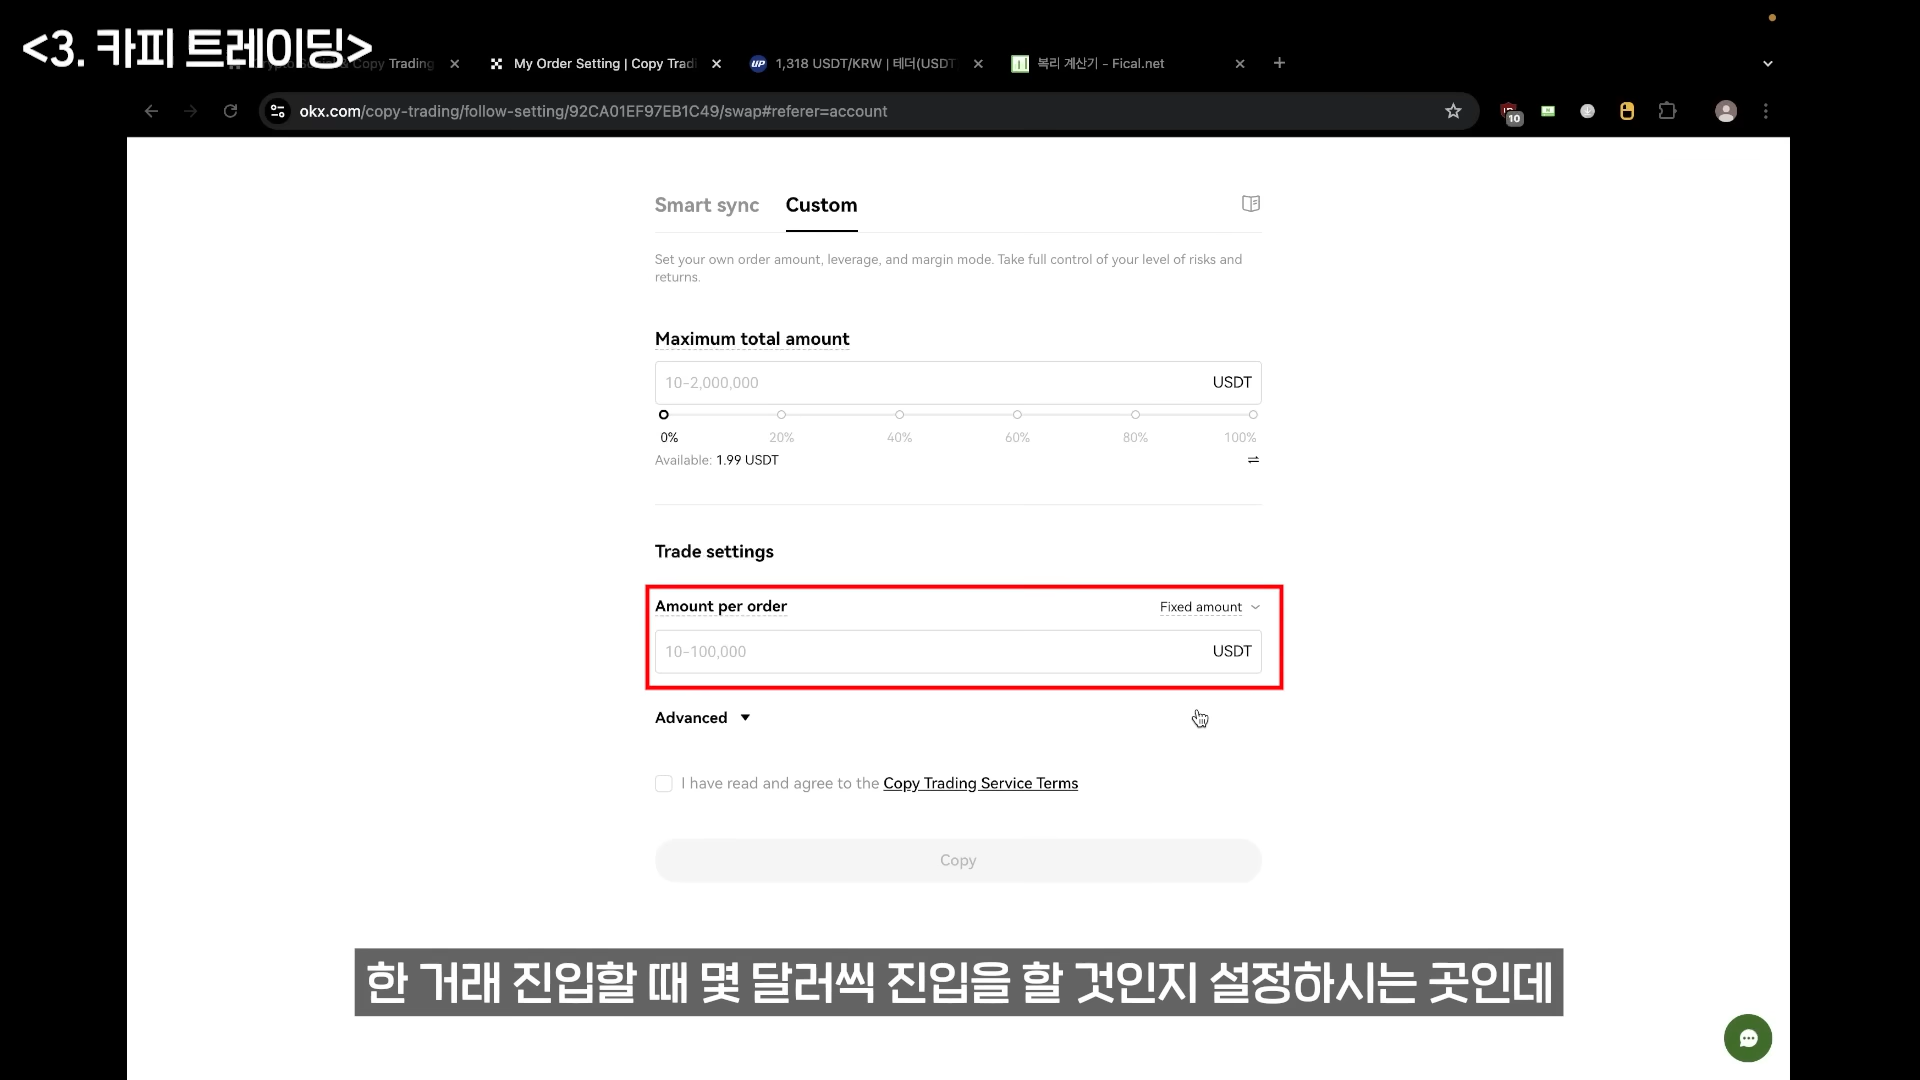 <3. 카피 트레이딩>
Copy Trading
My Order Setting | Copy Tradi
UP
1,318 USDT/KRW | 테더(USDT
복리 계산기 - Fical.net
okx.com/copy-trading/follow-setting/92CA01EF97EB1C49/swap#referer=account
10
Smart sync
Custom
Set your own order amount, leverage, and margin mode. Take full control of your level of risks and
returns.
Maximum total amount
10-2,000,000
USDT
0%
20%
40%
60%
80%
100%
Available: 1.99 USDT
Trade settings
Amount per order
Fixed amount
10-100,000
USDT
Advanced
I have read and agree to the Copy Trading Service Terms
Copy
한 거래 진입할 때 몇 달러씩 진입을 할 것인지 설정하시는 곳인데